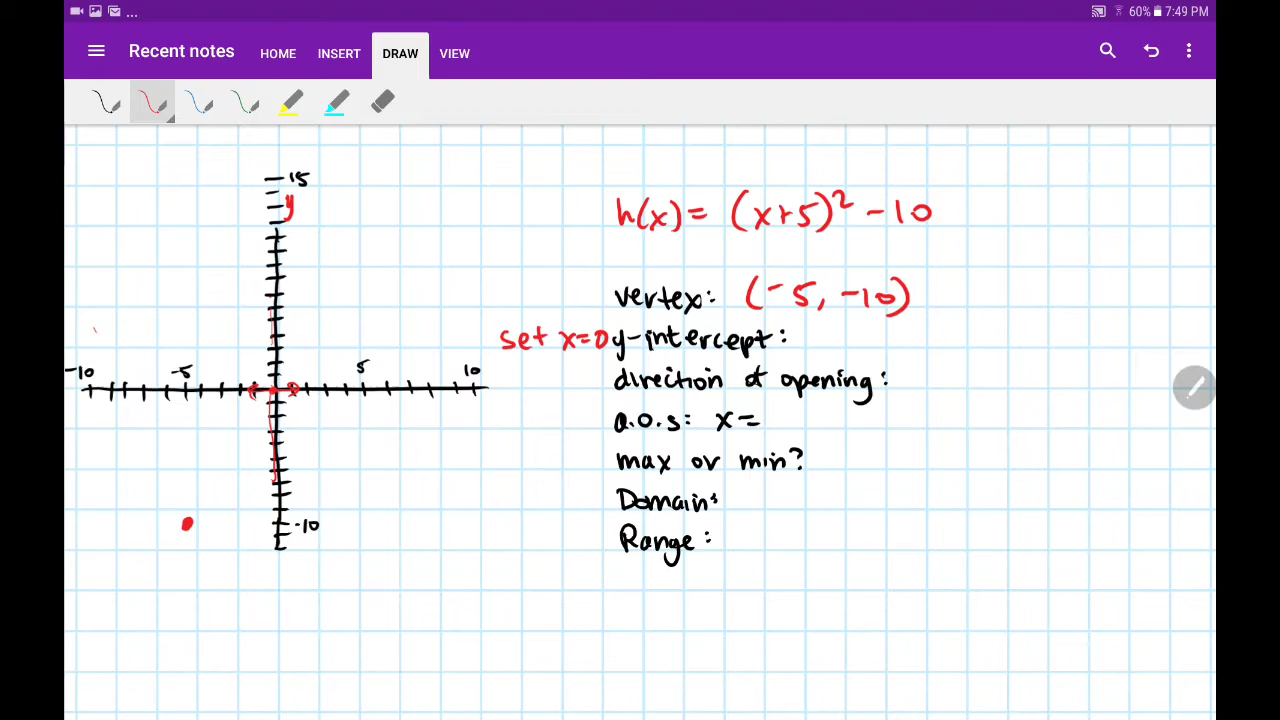 ... 60% 7:49 PM
Recent notes HOME INSERT DRAW VIEW
15
y
h(x) = (x+5)² - 10
vertex: (-5, -10)
set x=0 y-intercept:
-10 -5 5 10
direction of opening:
a.o.s: x=
max or min?
Domain:
-10
Range: